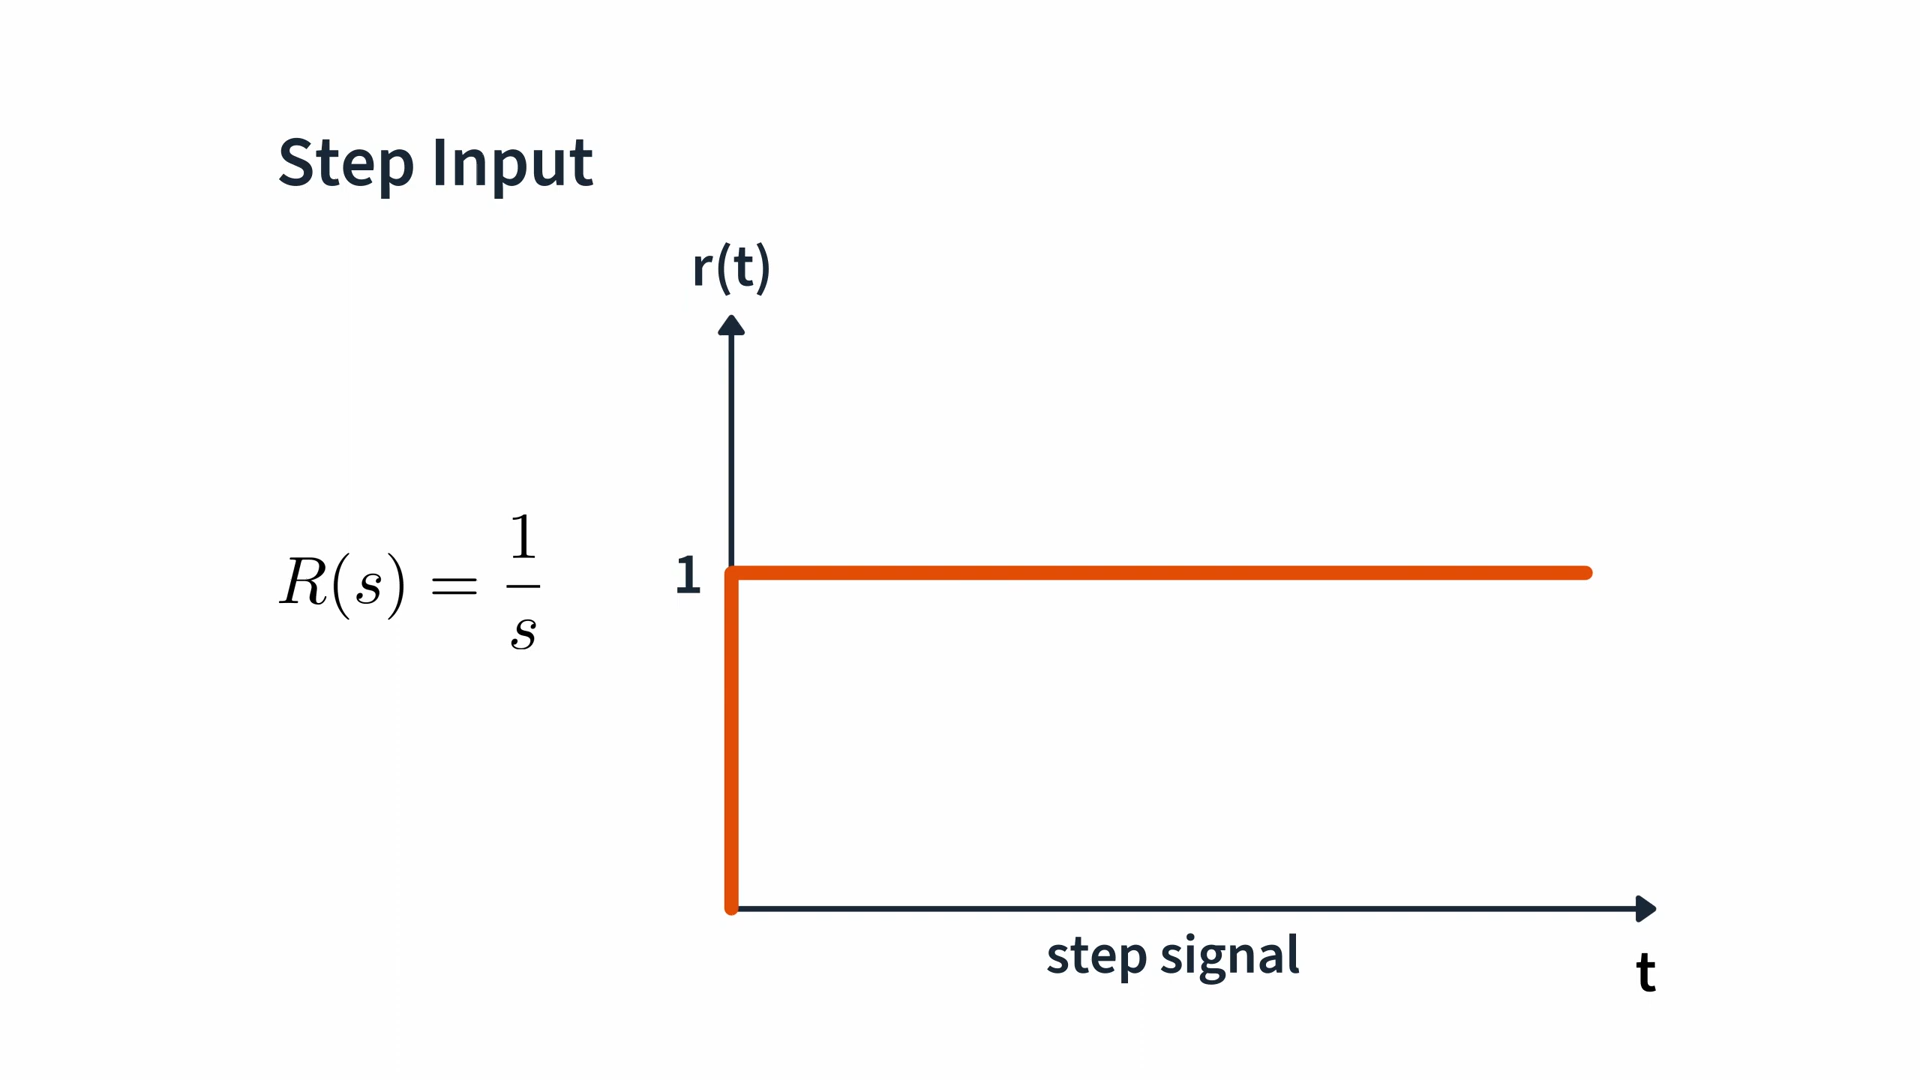 Step Input
r(t)
R(s) = 1/s
1
step signal
t